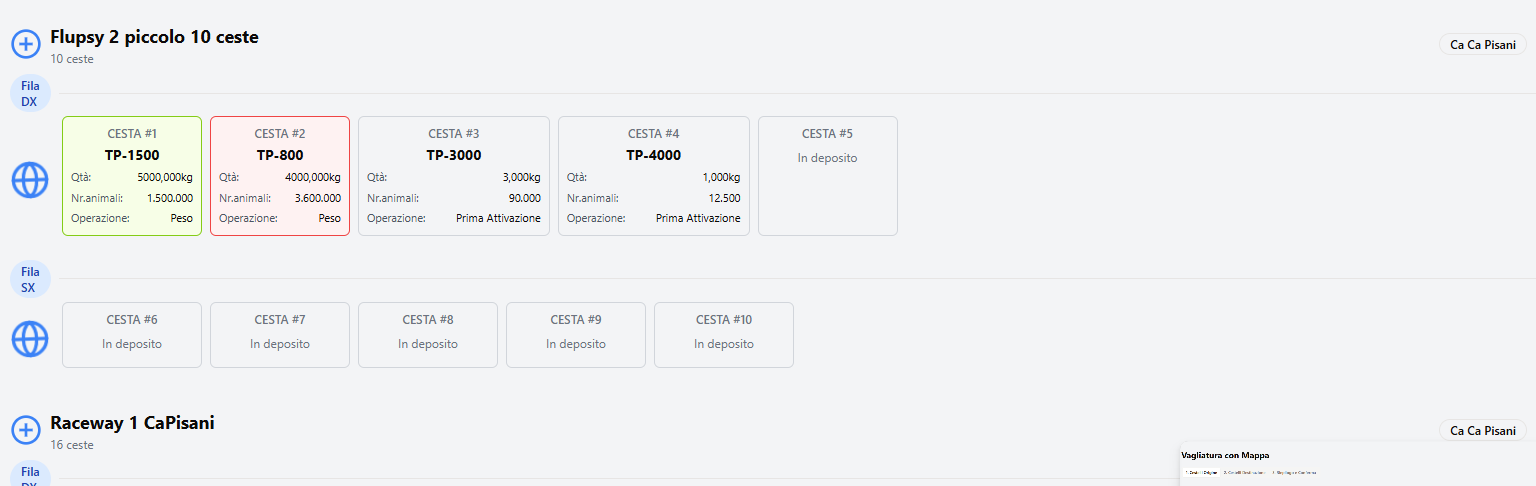 Flupsy 2 piccolo 10 ceste
10 ceste
Ca Ca Pisani
Fila
DX
CESTA #1
TP-1500
Qtà: 5000,000kg
Nr.animali: 1.500.000
Operazione: Peso
CESTA #2
TP-800
Qtà: 4000,000kg
Nr.animali: 3.600.000
Operazione: Peso
CESTA #3
TP-3000
Qtà: 3,000kg
Nr.animali: 90.000
Operazione: Prima Attivazione
CESTA #4
TP-4000
Qtà: 1,000kg
Nr.animali: 12.500
Operazione: Prima Attivazione
CESTA #5
In deposito
Fila
SX
CESTA #6
In deposito
CESTA #7
In deposito
CESTA #8
In deposito
CESTA #9
In deposito
CESTA #10
In deposito
Raceway 1 CaPisani
16 ceste
Ca Ca Pisani
Fila
DX
Vagliatura con Mappa